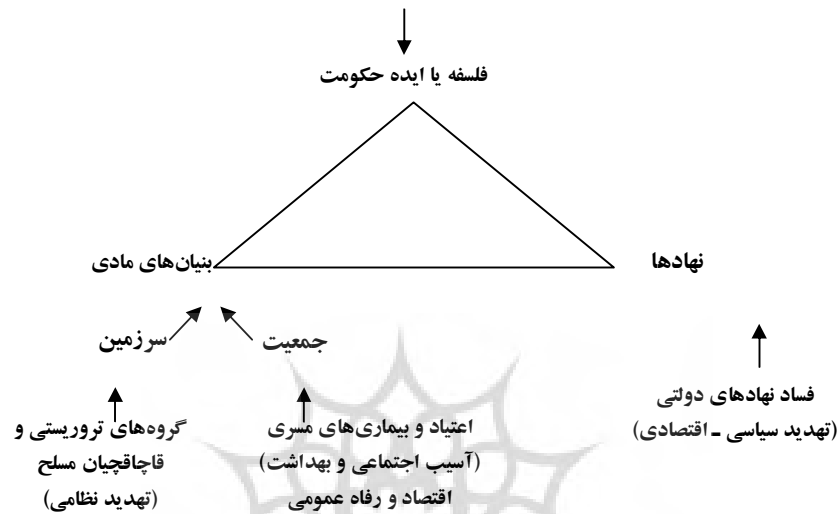 فلسفه یا ایده حکومت
بنیان‌های مادی
نهادها
سرزمین
جمعیت
گروه‌های تروریستی و
قاچاقچیان مسلح
(تهدید نظامی)
اعتیاد و بیماری‌های مسری
(آسیب اجتماعی و بهداشت)
اقتصاد و رفاه عمومی
فساد نهادهای دولتی
(تهدید سیاسی ـ اقتصادی)